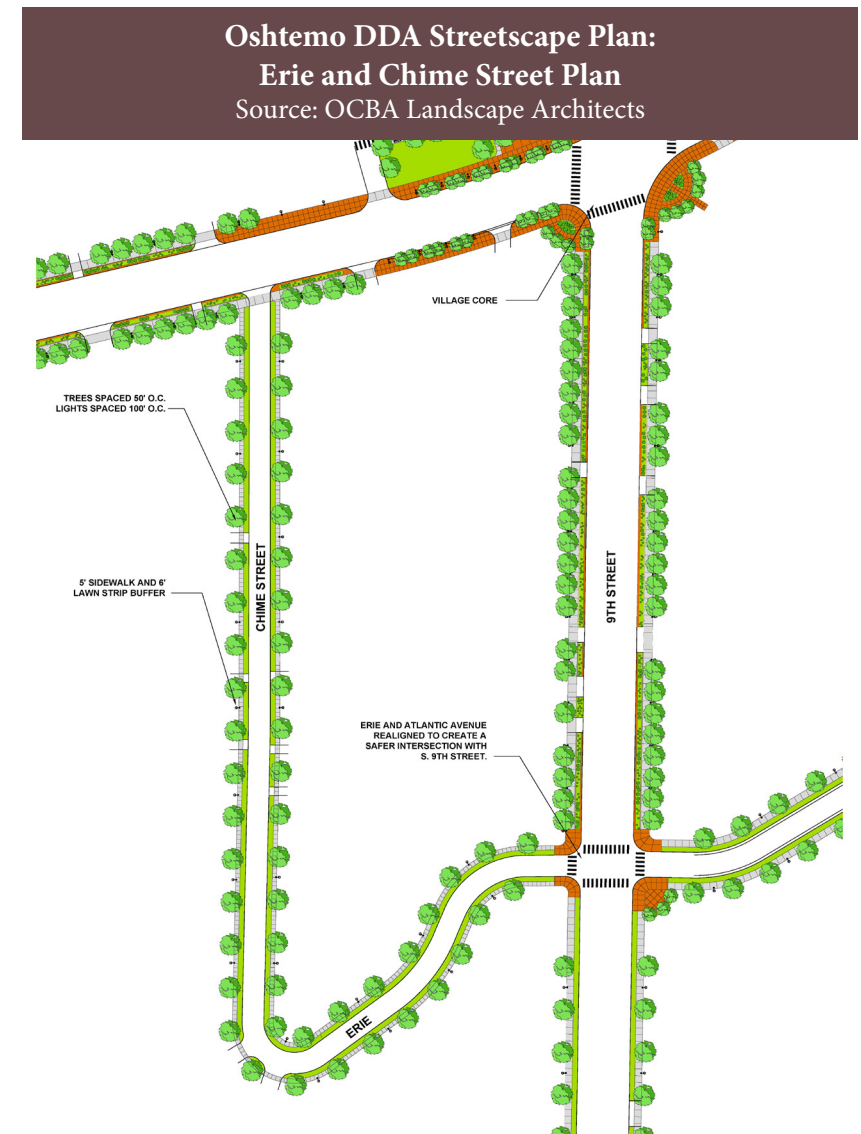 Oshtemo DDA Streetscape Plan:
Erie and Chime Street Plan
Source: OCBA Landscape Architects
VILLAGE CORE
TREES SPACED 50' O.C.
LIGHTS SPACED 100' O.C.
CHIME STREET
9TH STREET
5' SIDEWALK AND 6'
LAWN STRIP BUFFER
ERIE AND ATLANTIC AVENUE
REALIGNED TO CREATE A
SAFER INTERSECTION WITH
S. 9TH STREET.
ERIE